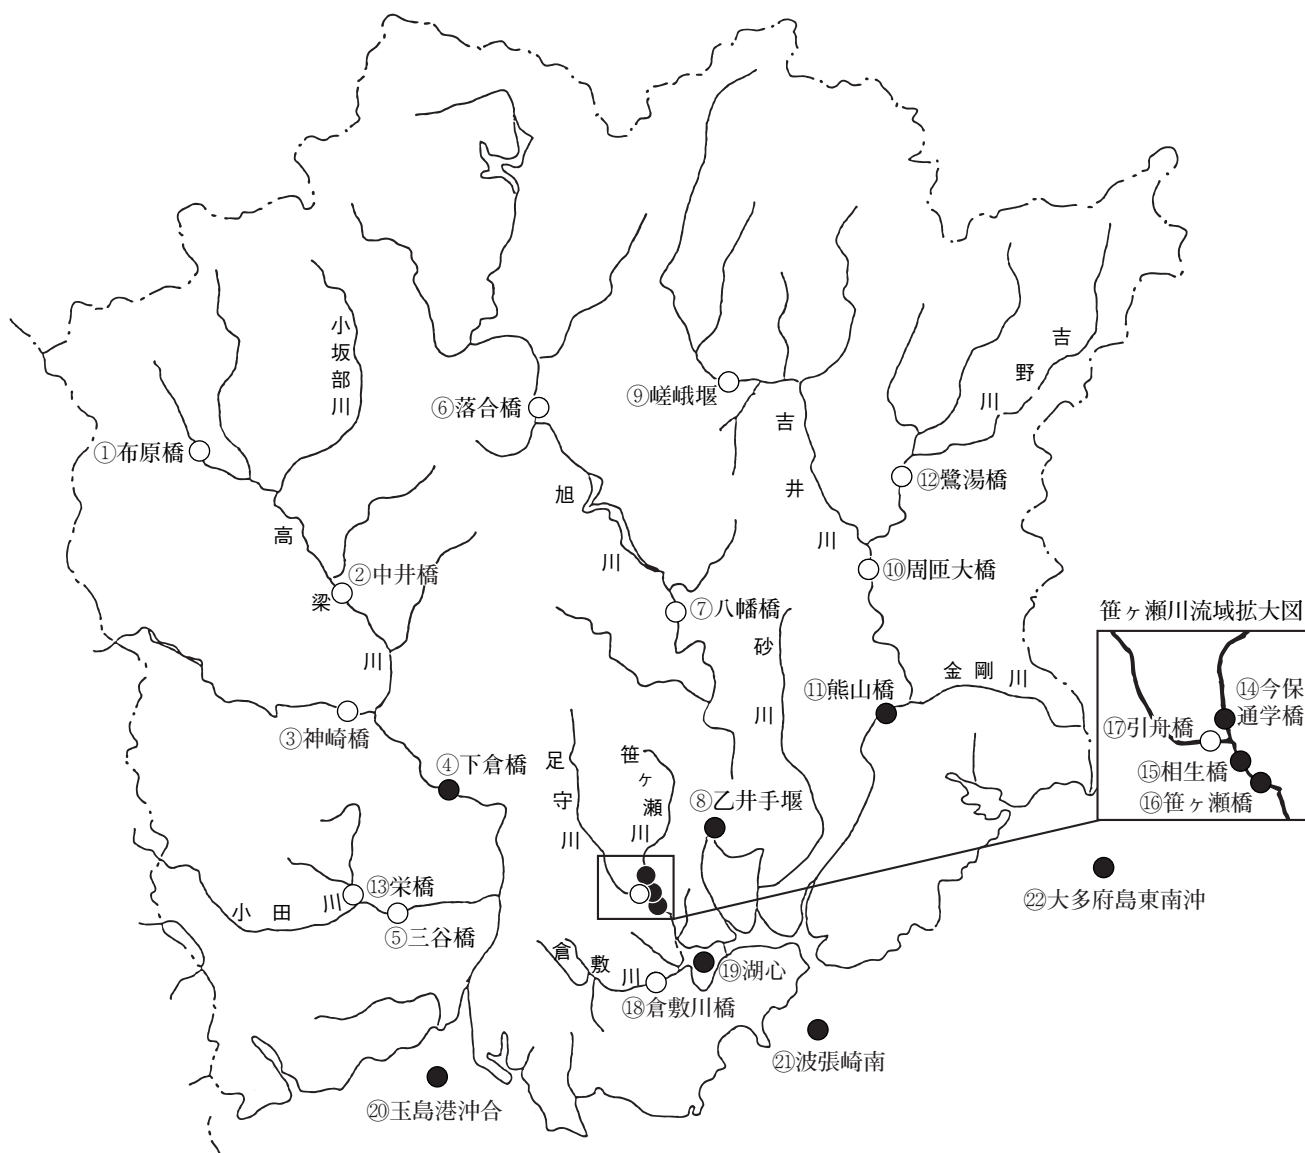 小坂部川
吉野川
⑨嵯峨堰
⑥落合橋
吉井川
①布原橋
⑫鷺湯橋
旭川
高梁川
②中井橋
⑩周匝大橋
⑦八幡橋
笹ヶ瀬川流域拡大図
砂川
金剛川
⑪熊山橋
⑭今保
通学橋
⑰引舟橋
③神崎橋
足守川
笹ヶ瀬川
④下倉橋
⑮相生橋
⑧乙井手堰
⑯笹ヶ瀬橋
⑬栄橋
小田川
㉒大多府島東南沖
⑤三谷橋
倉敷川
⑲湖心
⑱倉敷川橋
㉑波張崎南
⑳玉島港沖合